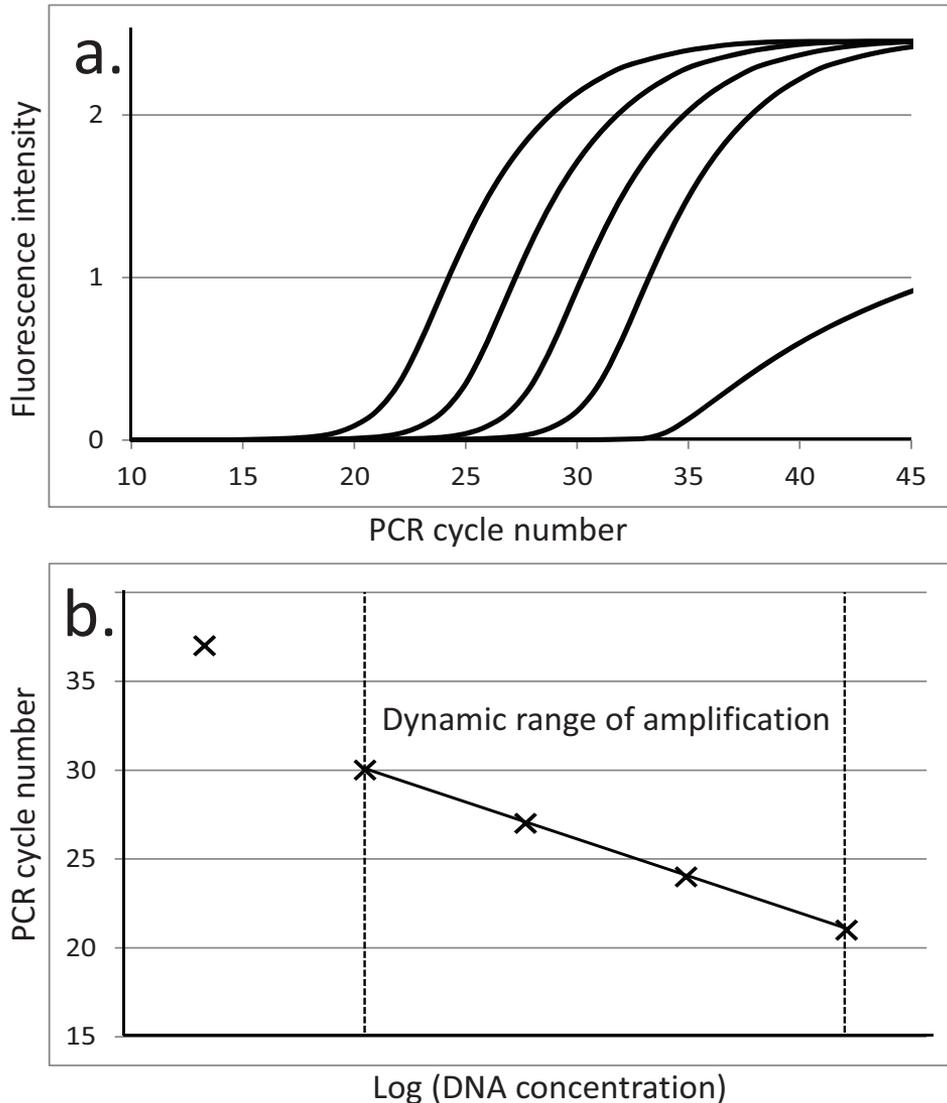 a.
Fluorescence intensity
2
1
0
10 15 20 25 30 35 40 45
PCR cycle number
b.
PCR cycle number
35
Dynamic range of amplification
30
25
20
15
Log (DNA concentration)